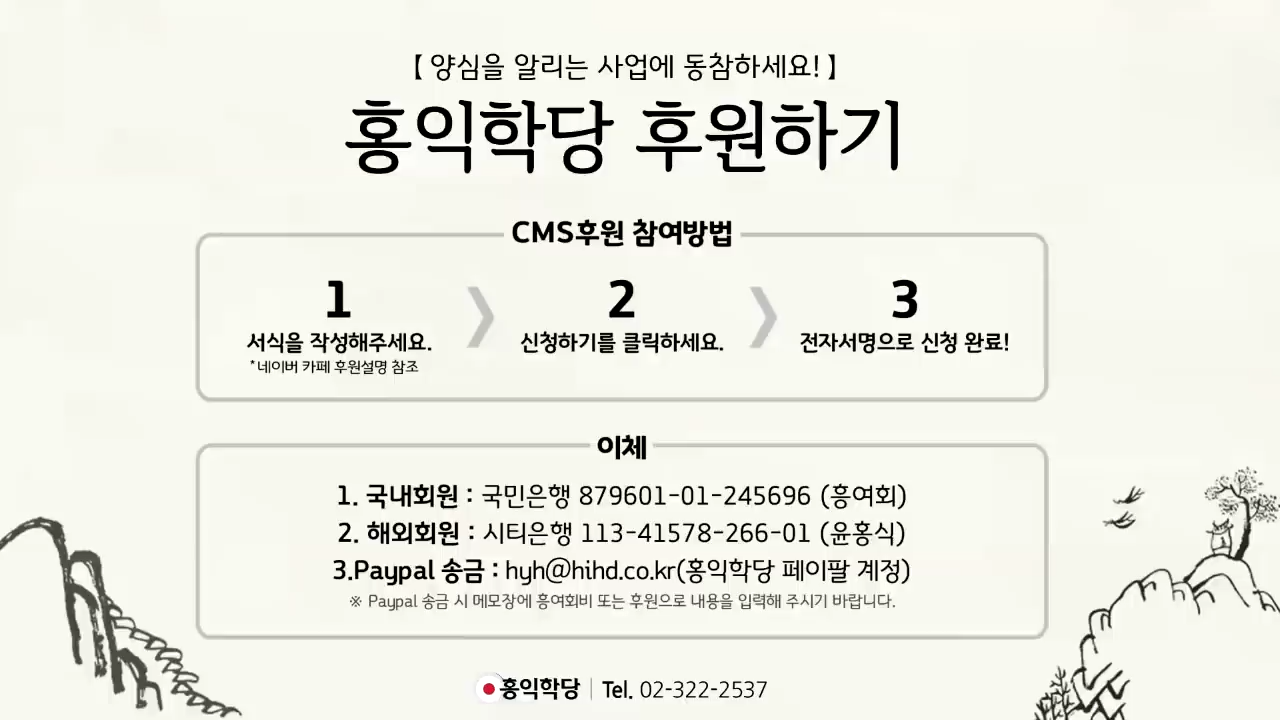 【 양심을 알리는 사업에 동참하세요! 】
홍익학당 후원하기
CMS후원 참여방법
1
서식을 작성해주세요.
*네이버 카페 후원설명 참조
2
신청하기를 클릭하세요.
3
전자서명으로 신청 완료!
이체
1. 국내회원 : 국민은행 879601-01-245696 (흥여회)
2. 해외회원 : 시티은행 113-41578-266-01 (윤홍식)
3.Paypal 송금 : hyh@hihd.co.kr(홍익학당 페이팔 계정)
※ Paypal 송금 시 메모장에 흥여회비 또는 후원으로 내용을 입력해 주시기 바랍니다.
홍익학당 | Tel. 02-322-2537